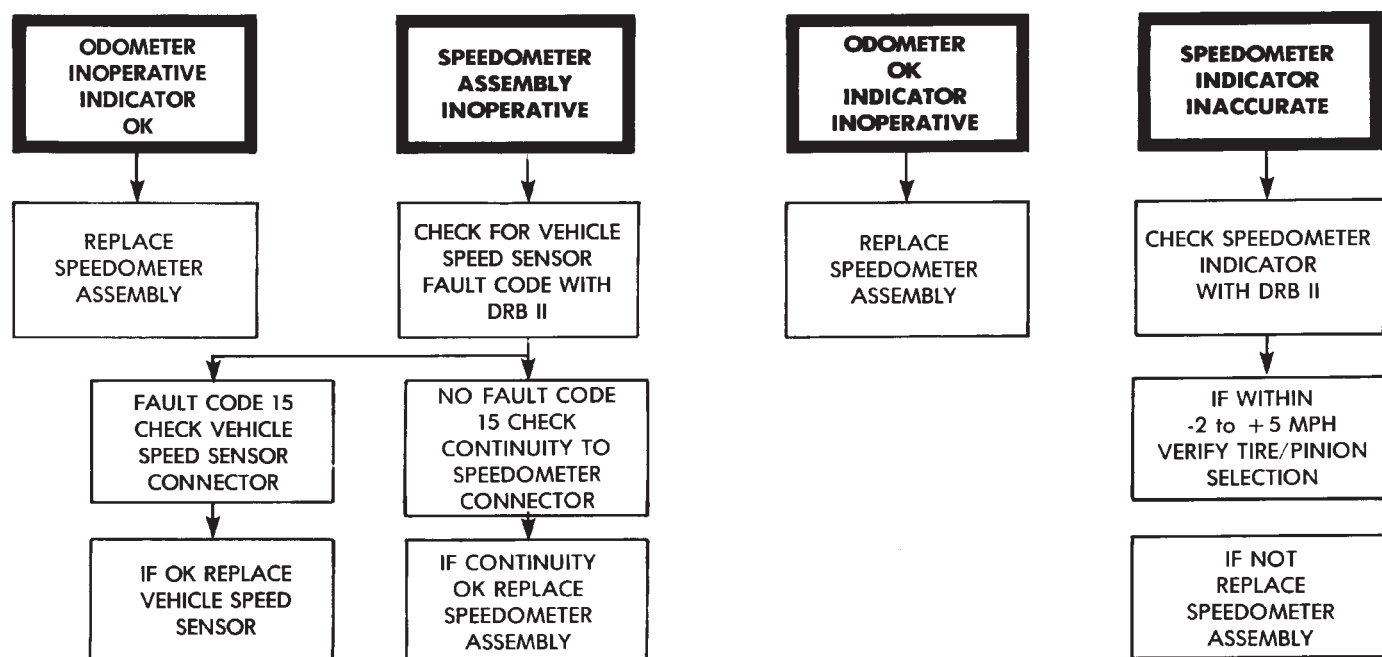 ODOMETER
INOPERATIVE
INDICATOR
OK
SPEEDOMETER
ASSEMBLY
INOPERATIVE
ODOMETER
OK
INDICATOR
INOPERATIVE
SPEEDOMETER
INDICATOR
INACCURATE
REPLACE
SPEEDOMETER
ASSEMBLY
CHECK FOR VEHICLE
SPEED SENSOR
FAULT CODE WITH
DRB II
REPLACE
SPEEDOMETER
ASSEMBLY
CHECK SPEEDOMETER
INDICATOR
WITH DRB II
FAULT CODE 15
CHECK VEHICLE
SPEED SENSOR
CONNECTOR
NO FAULT CODE
15 CHECK
CONTINUITY TO
SPEEDOMETER
CONNECTOR
IF WITHIN
-2 to +5 MPH
VERIFY TIRE/PINION
SELECTION
IF OK REPLACE
VEHICLE SPEED
SENSOR
IF CONTINUITY
OK REPLACE
SPEEDOMETER
ASSEMBLY
IF NOT
REPLACE
SPEEDOMETER
ASSEMBLY